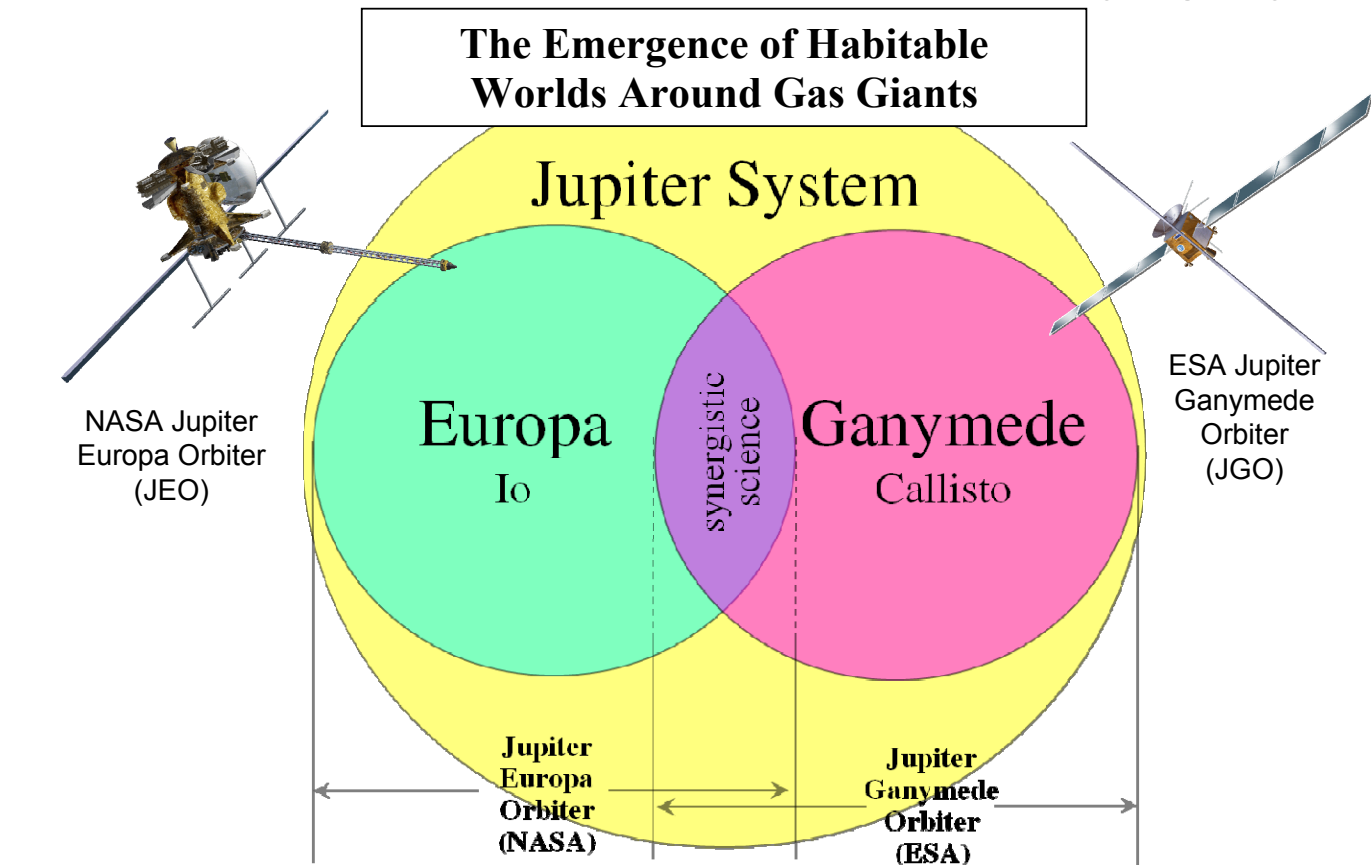 The Emergence of Habitable
Worlds Around Gas Giants
Jupiter System
NASA Jupiter
Europa Orbiter
(JEO)
Europa
Io
synergistic
science
Ganymede
Callisto
ESA Jupiter
Ganymede
Orbiter
(JGO)
Jupiter
Europa
Orbiter
(NASA)
Jupiter
Ganymede
Orbiter
(ESA)